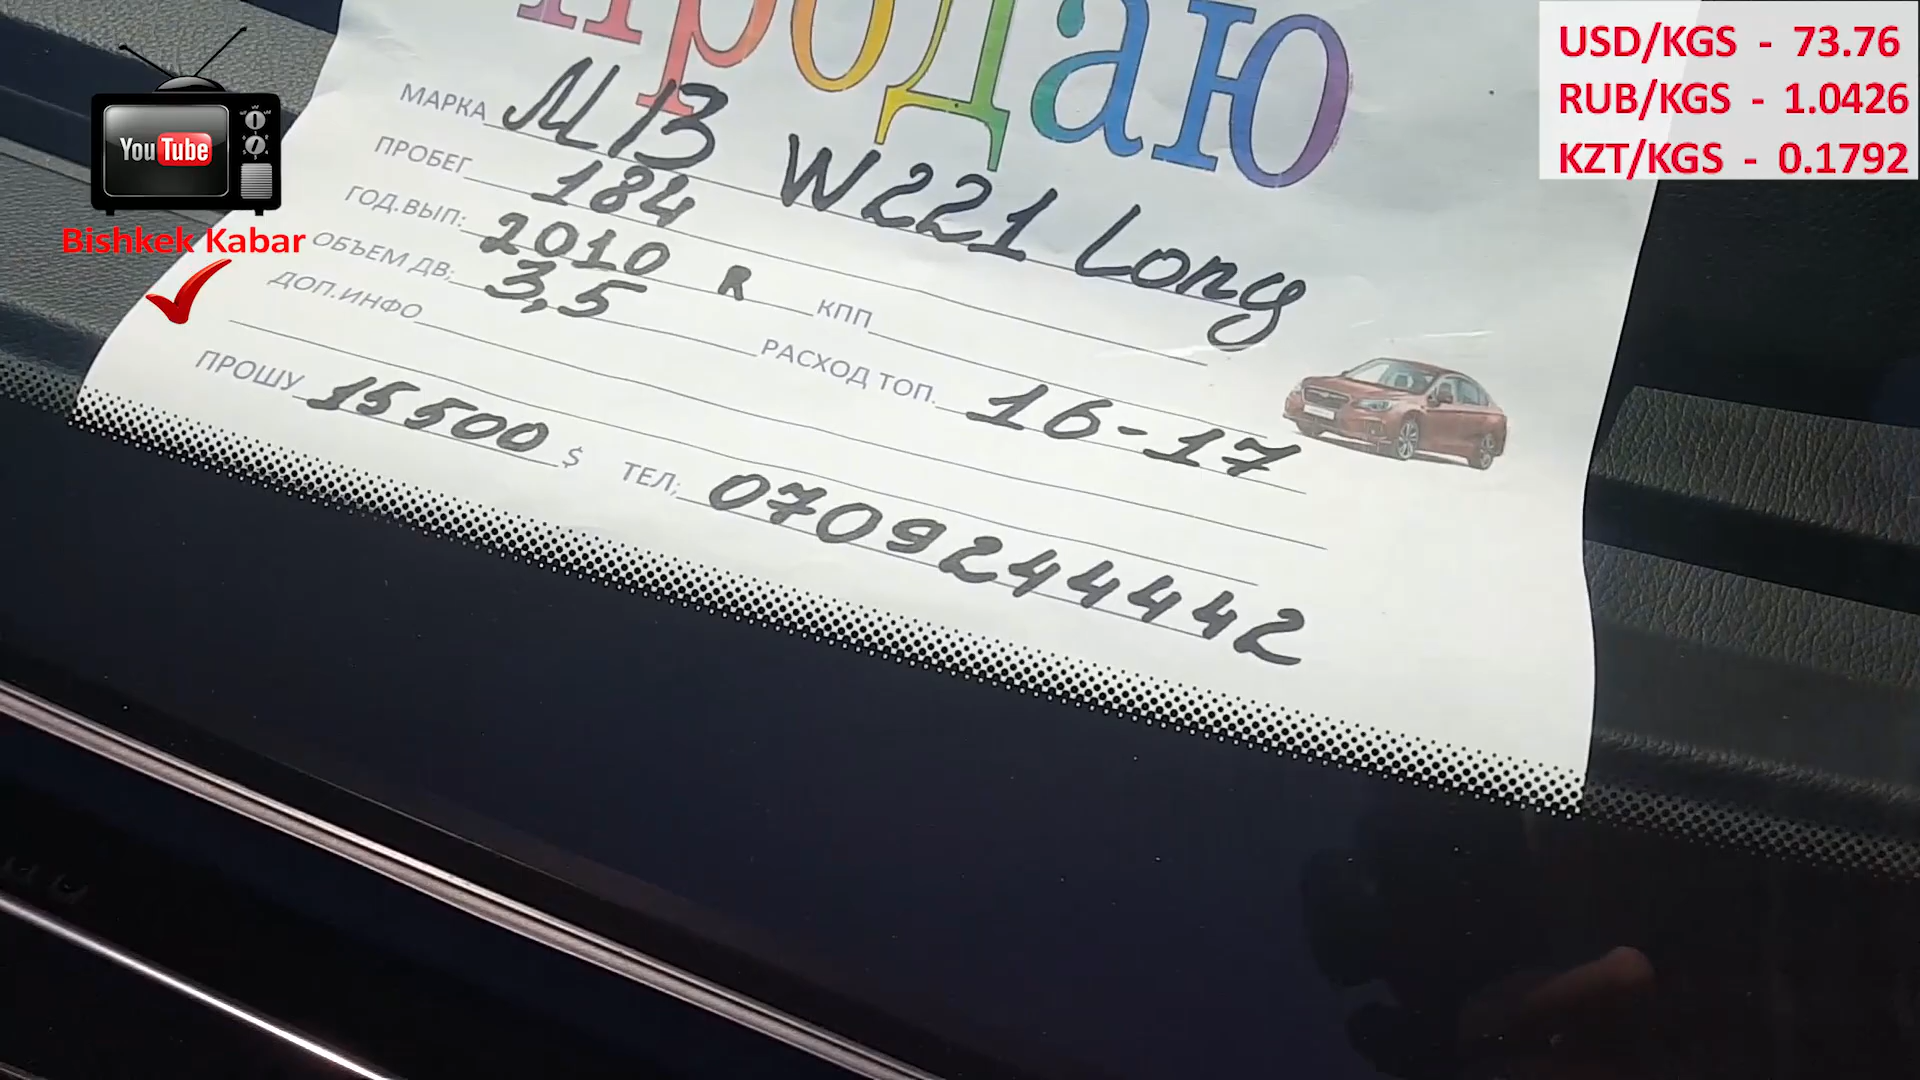 Продаю
USD/KGS - 73.76
RUB/KGS - 1.0426
KZT/KGS - 0.1792
YouTube
Bishkek Kabar
МАРКА МВ W221 Long
ПРОБЕГ 184
ГОД.ВЫП: 2010 R КПП
ОБЪЕМ ДВ; 3,5 РАСХОД ТОП. 16-17
ДОП.ИНФО
ПРОШУ 15500 $ ТЕЛ; 0709244442